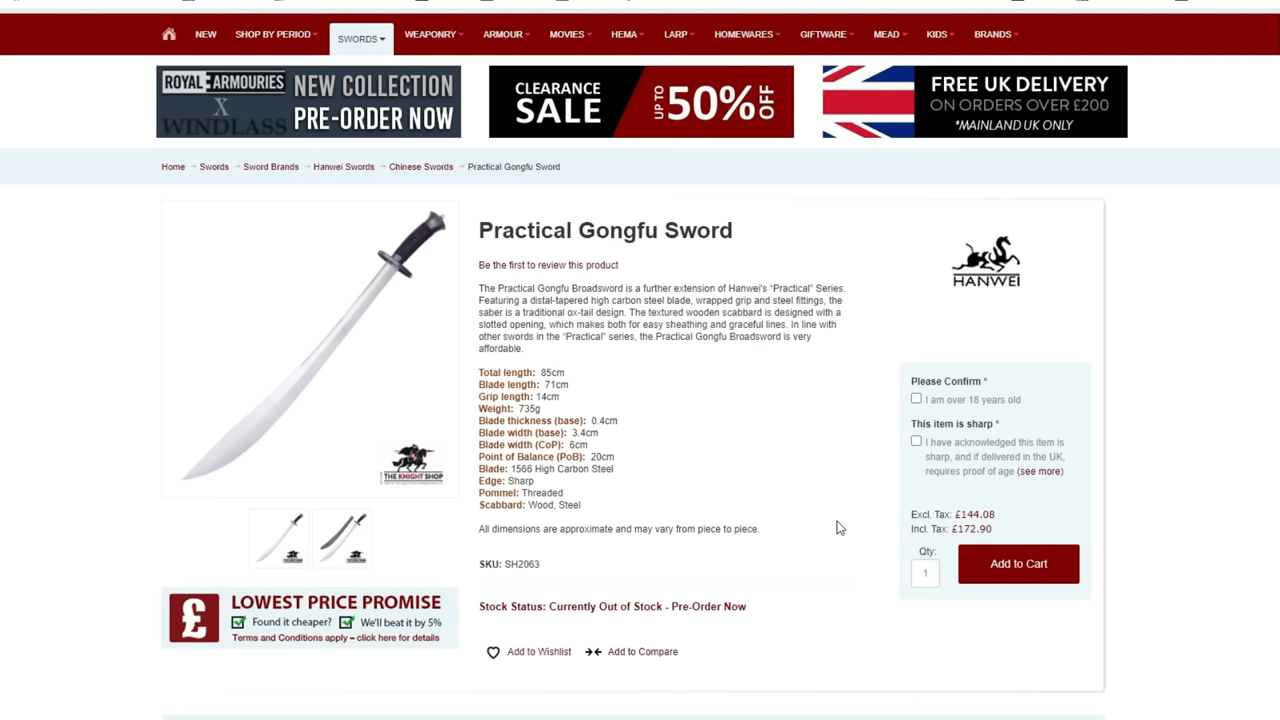 NEW
SHOP BY PERIOD
SWORDS
WEAPONRY
ARMOUR
MOVIES
HEMA
LARP
HOMEWARES
GIFTWARE
MEAD
KIDS
BRANDS
ROYAL ARMOURIES
X
WINDLASS
NEW COLLECTION
PRE-ORDER NOW
CLEARANCE
SALE
UP TO
50% OFF
FREE UK DELIVERY
ON ORDERS OVER £200
*MAINLAND UK ONLY
Home → Swords → Sword Brands → Hanwei Swords → Chinese Swords → Practical Gongfu Sword
THE KNIGHT SHOP
Practical Gongfu Sword
Be the first to review this product
The Practical Gongfu Broadsword is a further extension of Hanwei's “Practical” Series.
Featuring a distal-tapered high carbon steel blade, wrapped grip and steel fittings, the
saber is a traditional ox-tail design. The textured wooden scabbard is designed with a
slotted opening, which makes both for easy sheathing and graceful lines. In line with
other swords in the “Practical” series, the Practical Gongfu Broadsword is very
affordable.
Total length: 85cm
Blade length: 71cm
Grip length: 14cm
Weight: 735g
Blade thickness (base): 0.4cm
Blade width (base): 3.4cm
Blade width (CoP): 6cm
Point of Balance (PoB): 20cm
Blade: 1566 High Carbon Steel
Edge: Sharp
Pommel: Threaded
Scabbard: Wood, Steel
All dimensions are approximate and may vary from piece to piece.
SKU: SH2063
Stock Status: Currently Out of Stock - Pre-Order Now
Add to Wishlist
Add to Compare
HANWEI
Please Confirm *
I am over 18 years old
This item is sharp *
I have acknowledged this item is
sharp, and if delivered in the UK,
requires proof of age (see more)
Excl. Tax: £144.08
Incl. Tax: £172.90
Qty:
1
Add to Cart
£
LOWEST PRICE PROMISE
Found it cheaper? We'll beat it by 5%
Terms and Conditions apply – click here for details